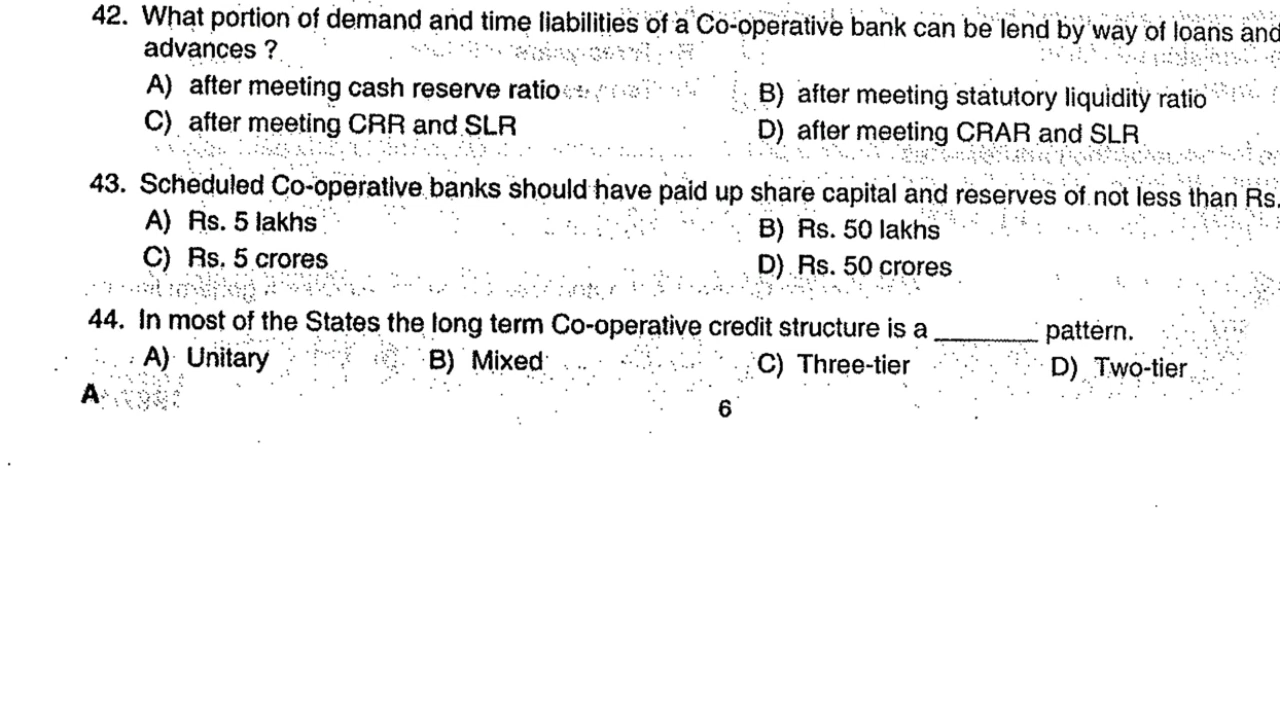 42. What portion of demand and time liabilities of a Co-operative bank can be lend by way of loans and
advances ?
A) after meeting cash reserve ratio B) after meeting statutory liquidity ratio
C) after meeting CRR and SLR D) after meeting CRAR and SLR
43. Scheduled Co-operative banks should have paid up share capital and reserves of not less than Rs.
A) Rs. 5 lakhs B) Rs. 50 lakhs
C) Rs. 5 crores D) Rs. 50 crores
44. In most of the States the long term Co-operative credit structure is a ________ pattern.
A) Unitary B) Mixed C) Three-tier D) Two-tier
A 6